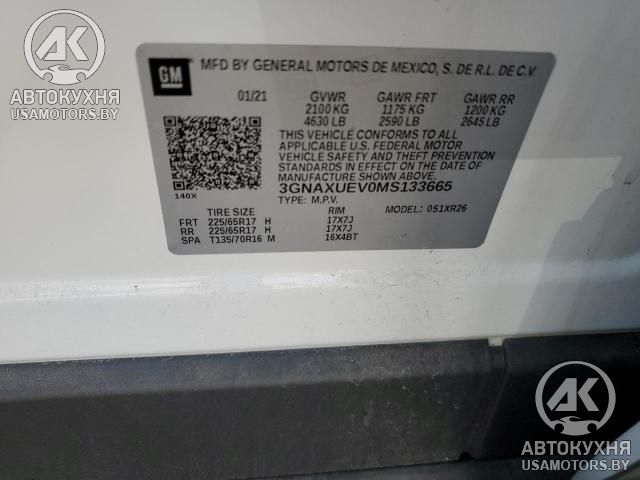 GM
MFD BY GENERAL MOTORS DE MEXICO, S. DE R.L. DE C.V
01/21 GVWR GAWR FRT GAWR RR
2100 KG 1175 KG 1200 KG
4630 LB 2590 LB 2645 LB
THIS VEHICLE CONFORMS TO ALL
APPLICABLE U.S. FEDERAL MOTOR
VEHICLE SAFETY AND THEFT PREVENTION
STANDARDS IN EFFECT ON THE DATE OF
MANUFACTURE SHOWN ABOVE.
3GNAXUEV0MS133665
140X
TYPE: M.P.V. MODEL: 051XR26
TIRE SIZE RIM
FRT 225/65R17 H 17X7J
RR 225/65R17 H 17X7J
SPA T135/70R16 M 16X4BT
АК
АВТОКУХНЯ
USAMOTORS.BY
АК
АВТОКУХНЯ
USAMOTORS.BY